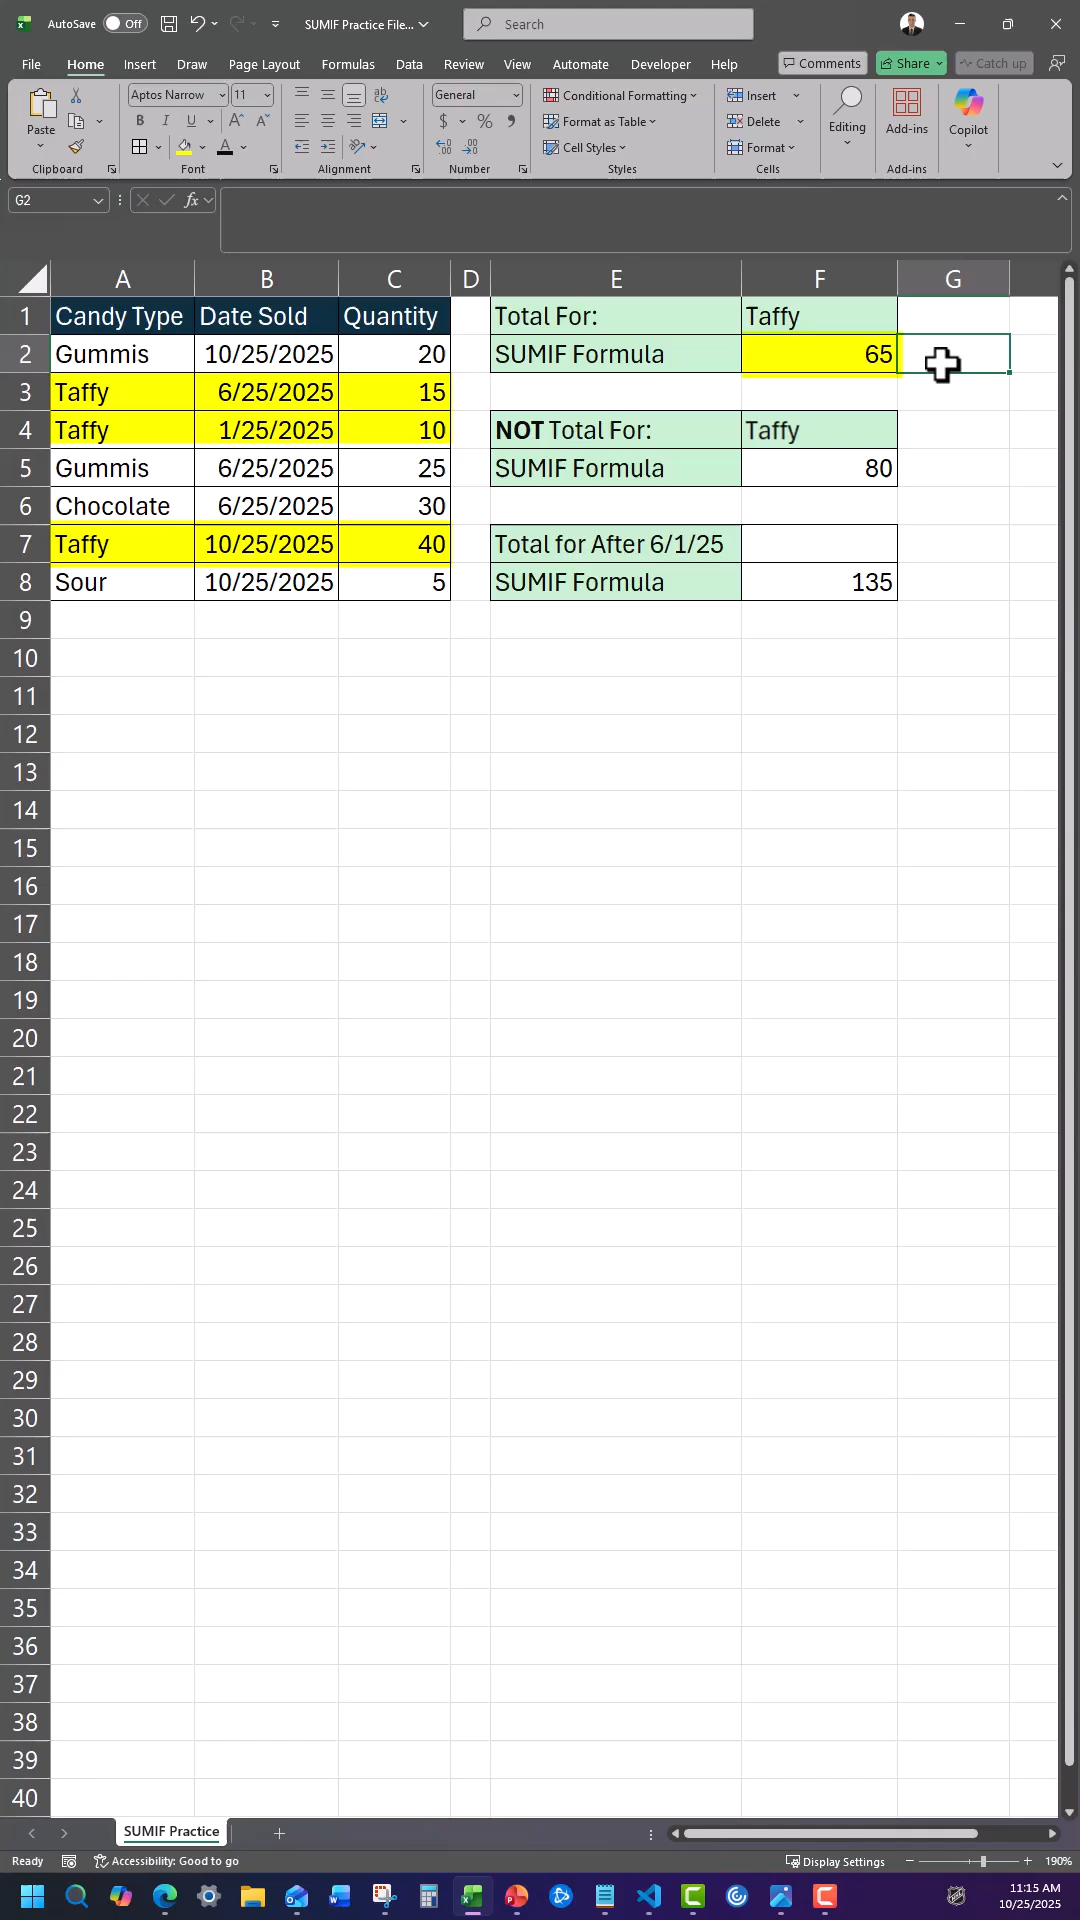 AutoSave Off SUMIF Practice File... Search
File Home Insert Draw Page Layout Formulas Data Review View Automate Developer Help Comments Share Catch up
Paste Aptos Narrow 11 General Conditional Formatting Insert Editing Add-ins Copilot
B I U A A ab $ % Format as Table Delete
A Cell Styles Format
Clipboard Font Alignment Number Styles Cells Add-ins
G2 fx
A B C D E F G
1 Candy Type Date Sold Quantity Total For: Taffy
2 Gummis 10/25/2025 20 SUMIF Formula 65
3 Taffy 6/25/2025 15
4 Taffy 1/25/2025 10 NOT Total For: Taffy
5 Gummis 6/25/2025 25 SUMIF Formula 80
6 Chocolate 6/25/2025 30
7 Taffy 10/25/2025 40 Total for After 6/1/25
8 Sour 10/25/2025 5 SUMIF Formula 135
9
10
11
12
13
14
15
16
17
18
19
20
21
22
23
24
25
26
27
28
29
30
31
32
33
34
35
36
37
38
39
40
SUMIF Practice
Ready Accessibility: Good to go Display Settings 190%
11:15 AM
10/25/2025